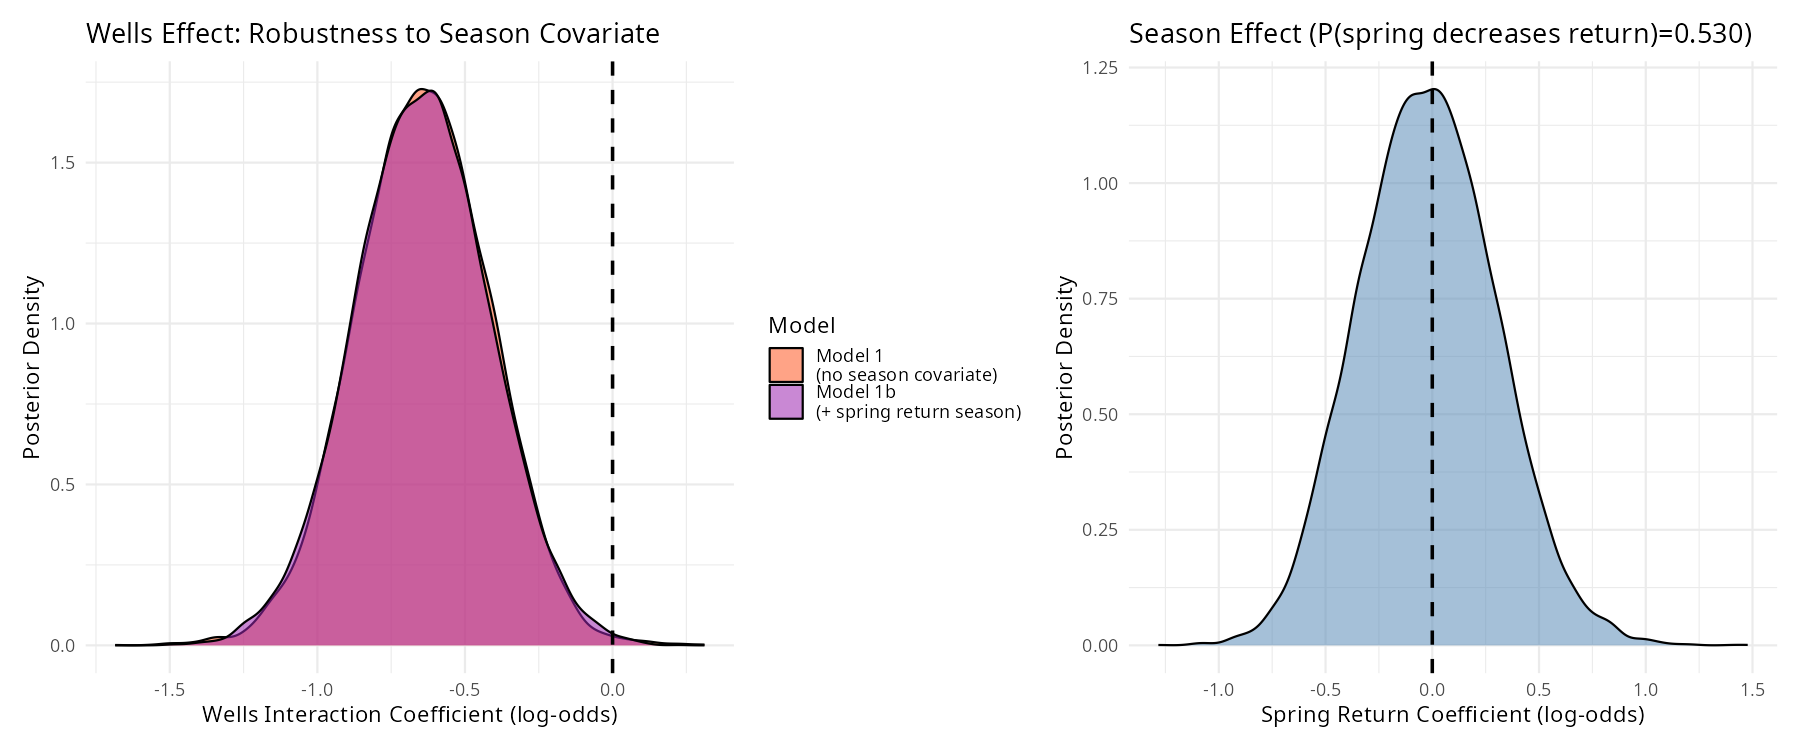 Wells Effect: Robustness to Season Covariate
Posterior Density
1.5
1.0
0.5
0.0
-1.5
-1.0
-0.5
0.0
Wells Interaction Coefficient (log-odds)
Model
Model 1
(no season covariate)
Model 1b
(+ spring return season)
Season Effect (P(spring decreases return)=0.530)
Posterior Density
1.25
1.00
0.75
0.50
0.25
0.00
-1.0
-0.5
0.0
0.5
1.0
1.5
Spring Return Coefficient (log-odds)